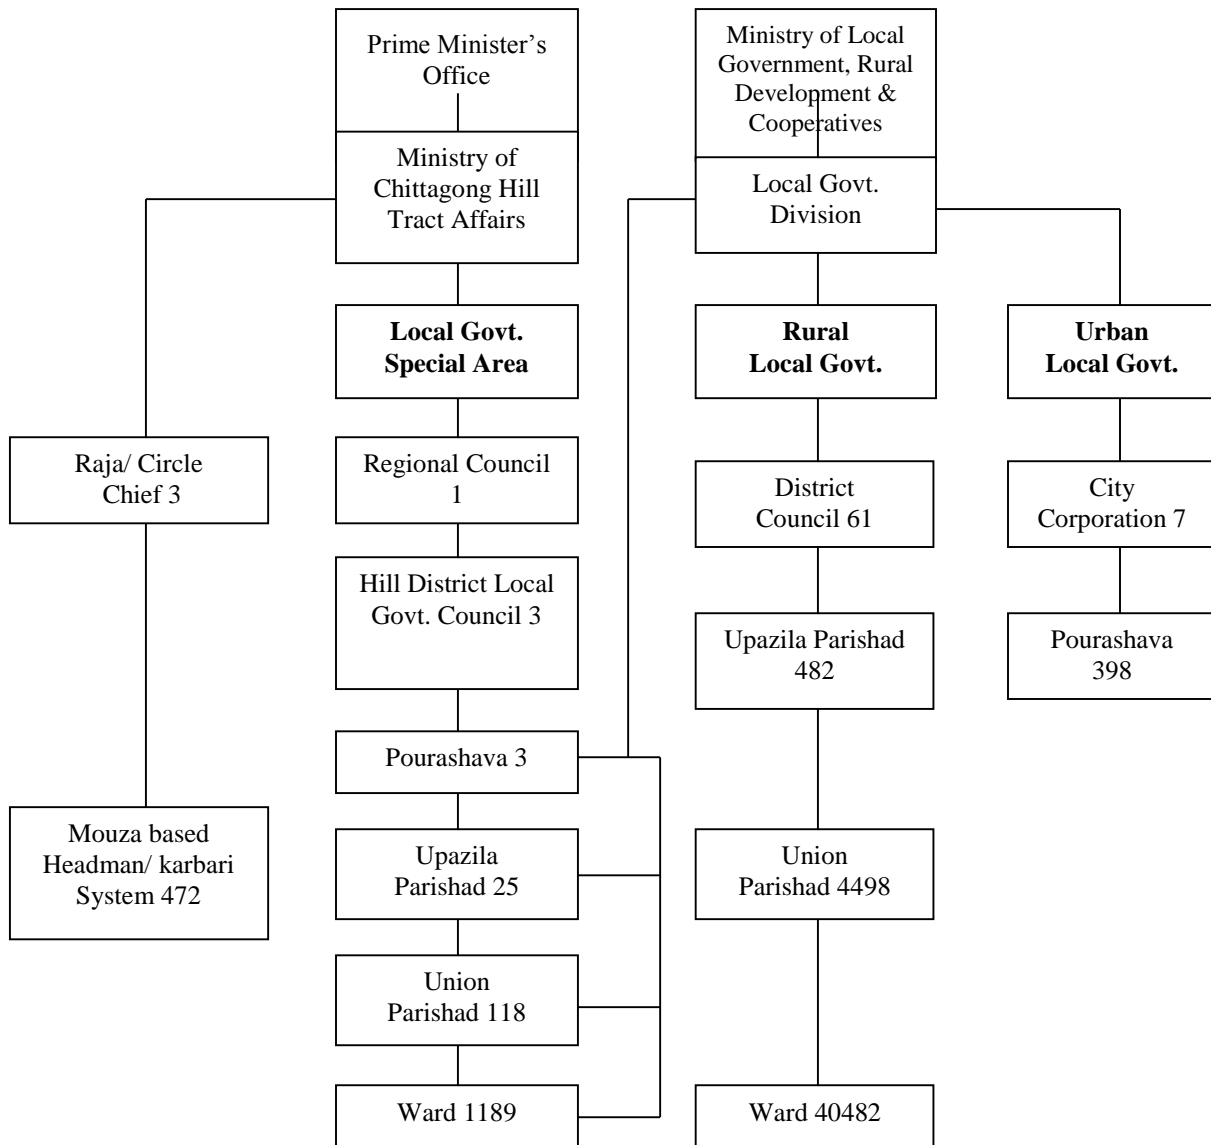 Prime Minister’s
Office
Ministry of Local
Government, Rural
Development &
Cooperatives
Ministry of
Chittagong Hill
Tract Affairs
Local Govt.
Division
Local Govt.
Special Area
Rural
Local Govt.
Urban
Local Govt.
Raja/ Circle
Chief 3
Regional Council
1
District
Council 61
City
Corporation 7
Hill District Local
Govt. Council 3
Upazila Parishad
482
Pourashava
398
Pourashava 3
Mouza based
Headman/ karbari
System 472
Upazila
Parishad 25
Union
Parishad 4498
Union
Parishad 118
Ward 1189
Ward 40482